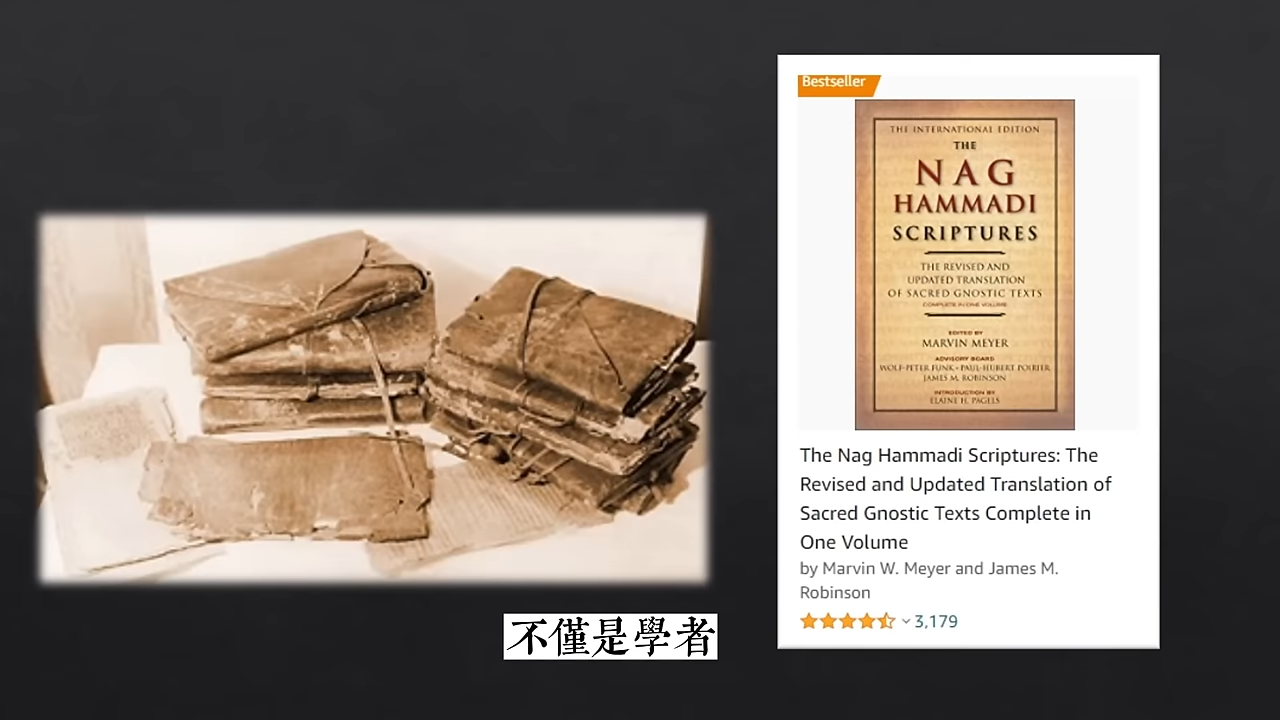 Bestseller
THE INTERNATIONAL EDITION
THE
NAG
HAMMADI
SCRIPTURES
THE REVISED AND
UPDATED TRANSLATION
OF SACRED GNOSTIC TEXTS
COMPLETE IN ONE VOLUME
EDITED BY
MARVIN MEYER
ADVISORY BOARD
WOLF-PETER FUNK • PAUL-HUBERT POIRIER
JAMES M. ROBINSON
INTRODUCTION BY
ELAINE H. PAGELS
The Nag Hammadi Scriptures: The
Revised and Updated Translation of
Sacred Gnostic Texts Complete in
One Volume
by Marvin W. Meyer and James M.
Robinson
3,179
不僅是學者